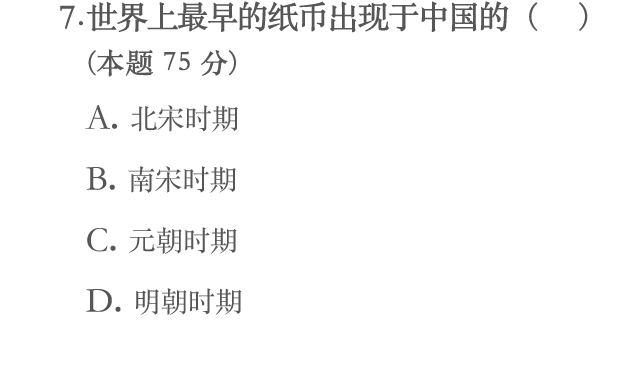 7.世界上最早的纸币出现于中国的（ ）
(本题 75 分)
A. 北宋时期
B. 南宋时期
C. 元朝时期
D. 明朝时期